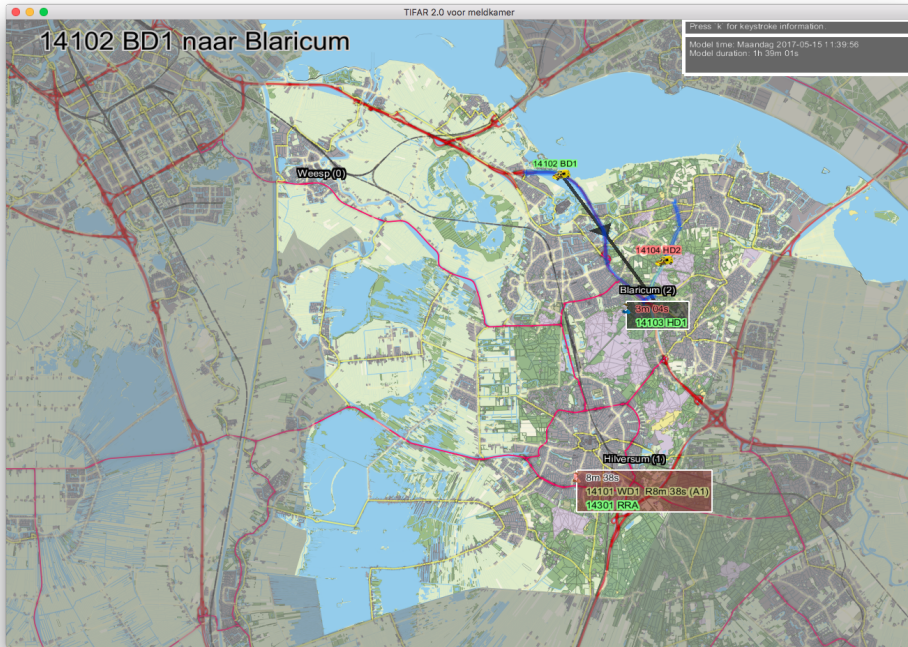 TIFAR 2.0 voor meldkamer
14102 BD1 naar Blaricum
Press `k` for keystroke information.
Model time: Maandag 2017-05-15 11:39:56
Model duration: 1h 39m 01s
14102 BD1
Weesp (0)
14104 HD2
Blaricum (2)
3m 04s
14103 HD1
Hilversum (1)
8m 38s
14101 WD1 R8m 38s (A1)
14301 RRA